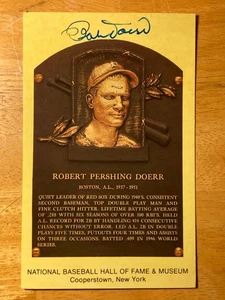 Bob Doerr
ROBERT PERSHING DOERR
BOSTON, A.L., 1937-1951
QUIET LEADER OF RED SOX DURING 1940'S. CONSISTENT
SECOND BASEMAN, TOP DOUBLE PLAY MAN AND
FINE CLUTCH HITTER. LIFETIME BATTING AVERAGE
OF .288 WITH SIX SEASONS OF OVER 100 RBI'S. HELD
A.L. RECORD FOR 2B BY HANDLING 414 CONSECUTIVE
CHANCES WITHOUT ERROR. LED A.L. 2B IN DOUBLE
PLAYS FIVE TIMES, PUTOUTS FOUR TIMES AND ASSISTS
ON THREE OCCASIONS. BATTED .409 IN 1946 WORLD
SERIES.
NATIONAL BASEBALL HALL OF FAME & MUSEUM
Cooperstown, New York